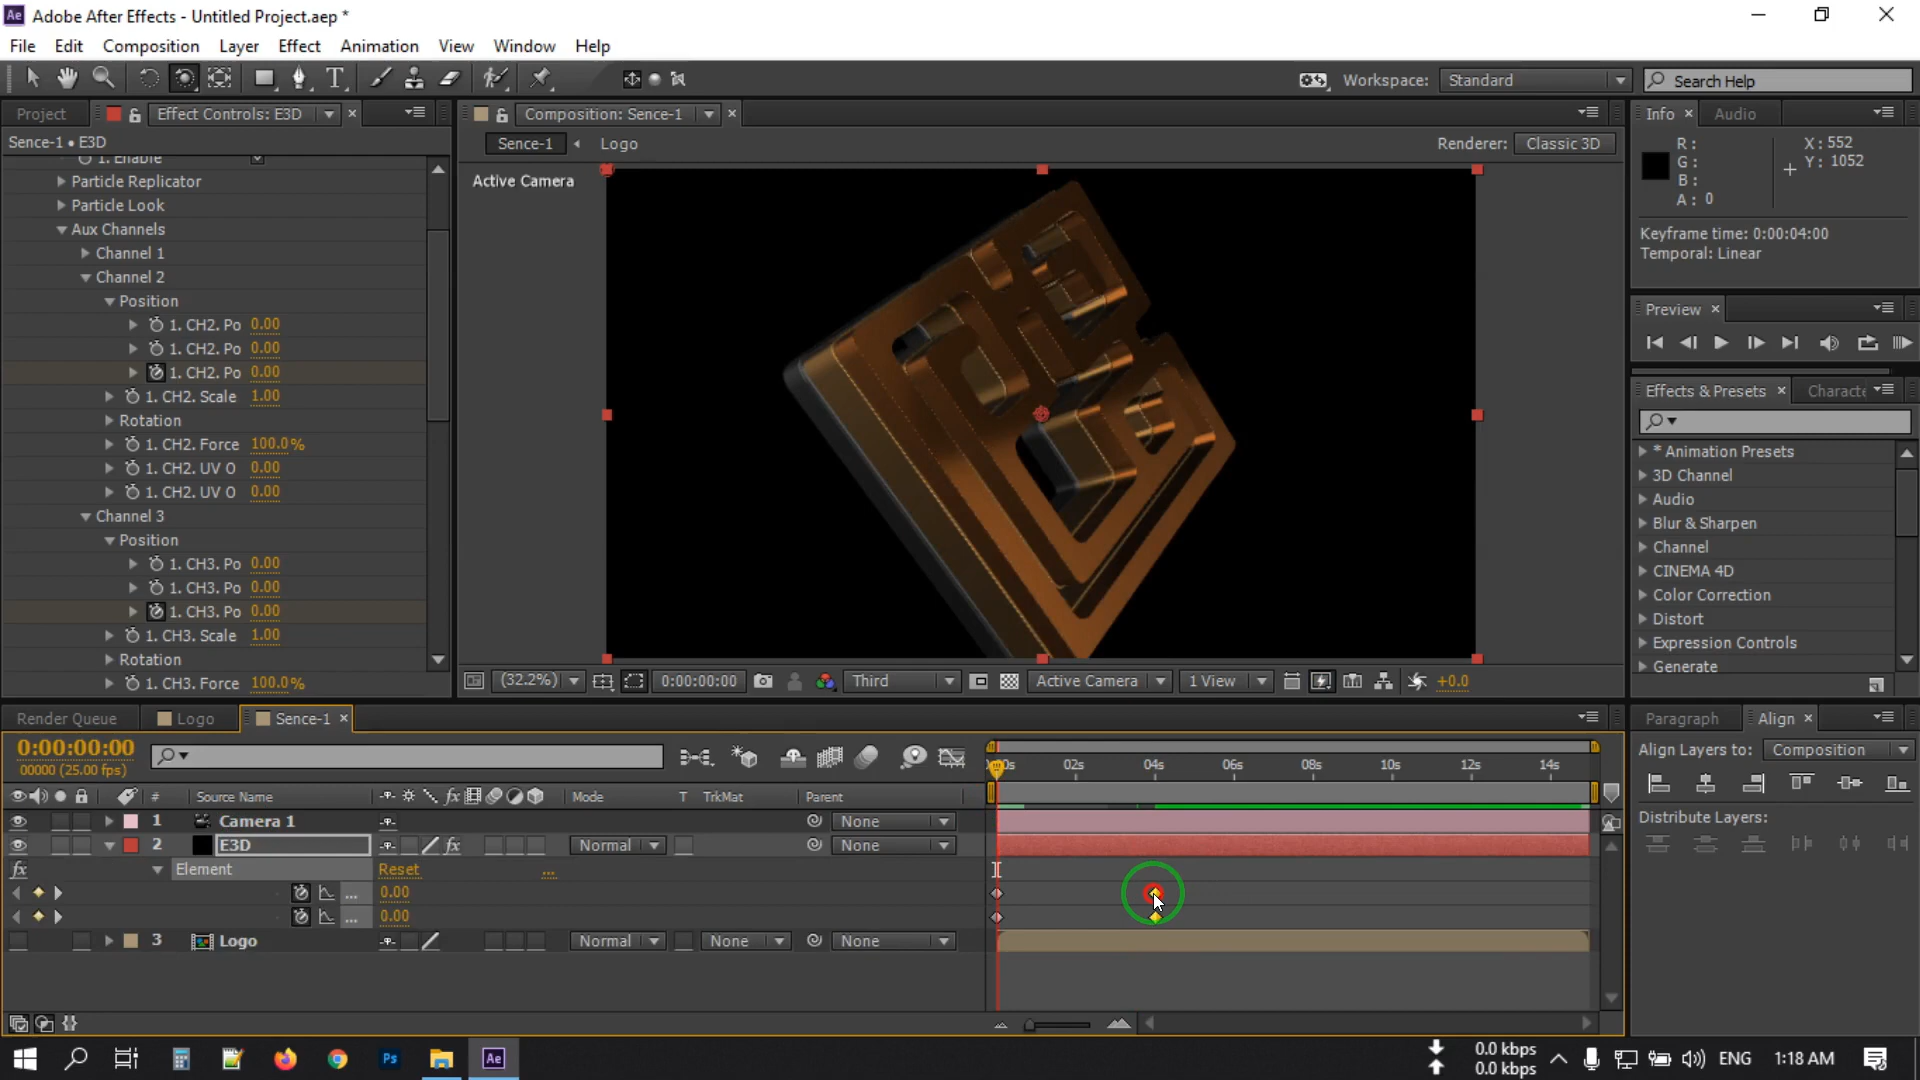 Adobe After Effects - Untitled Project.aep *
File Edit Composition Layer Effect Animation View Window Help
Workspace: Standard Search Help
Project Effect Controls: E3D Composition: Sence-1 Info Audio
Sence-1 • E3D
Sence-1 Logo Renderer: Classic 3D
Active Camera
R: X: 552
G: Y: 1052
B:
A: 0
Keyframe time: 0:00:04:00
Temporal: Linear
1. Enable
Particle Replicator
Particle Look
Aux Channels
Channel 1
Channel 2
Position
1. CH2. Po 0.00
1. CH2. Po 0.00
1. CH2. Po 0.00
1. CH2. Scale 1.00
Rotation
1. CH2. Force 100.0%
1. CH2. UV O 0.00
1. CH2. UV O 0.00
Channel 3
Position
1. CH3. Po 0.00
1. CH3. Po 0.00
1. CH3. Po 0.00
1. CH3. Scale 1.00
Rotation
1. CH3. Force 100.0%
Preview
Effects & Presets Characte
* Animation Presets
3D Channel
Audio
Blur & Sharpen
Channel
CINEMA 4D
Color Correction
Distort
Expression Controls
Generate
(32.2%) 0:00:00:00 Third Active Camera 1 View +0.0
Render Queue Logo Sence-1
Paragraph Align
0:00:00:00
00000 (25.00 fps)
02s 04s 06s 08s 10s 12s 14s
Align Layers to: Composition
Distribute Layers:
# Source Name fx Mode T TrkMat Parent
1 Camera 1 None
2 E3D fx Normal None
fx Element Reset ...
... 0.00
... 0.00
3 Logo Normal None None
Ps Ae
0.0 kbps
0.0 kbps
ENG 1:18 AM